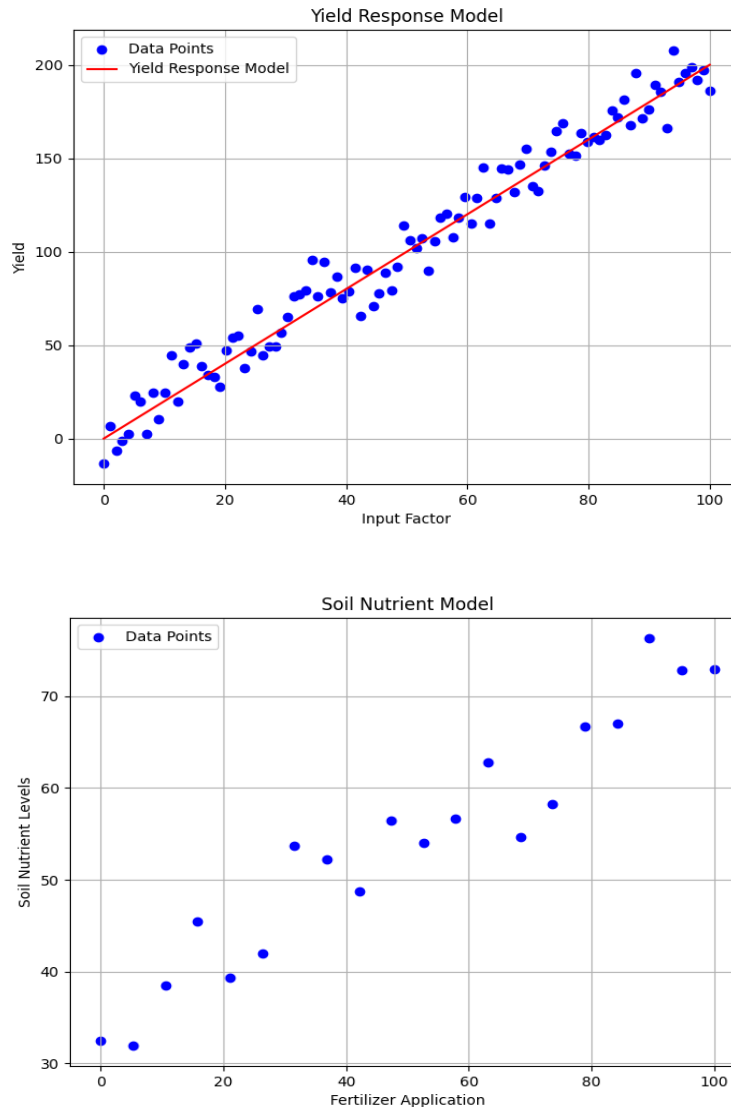 Yield Response Model
Data Points
Yield Response Model
200
150
100
50
0
Yield
0 20 40 60 80 100
Input Factor
Soil Nutrient Model
Data Points
70
60
50
40
30
Soil Nutrient Levels
0 20 40 60 80 100
Fertilizer Application